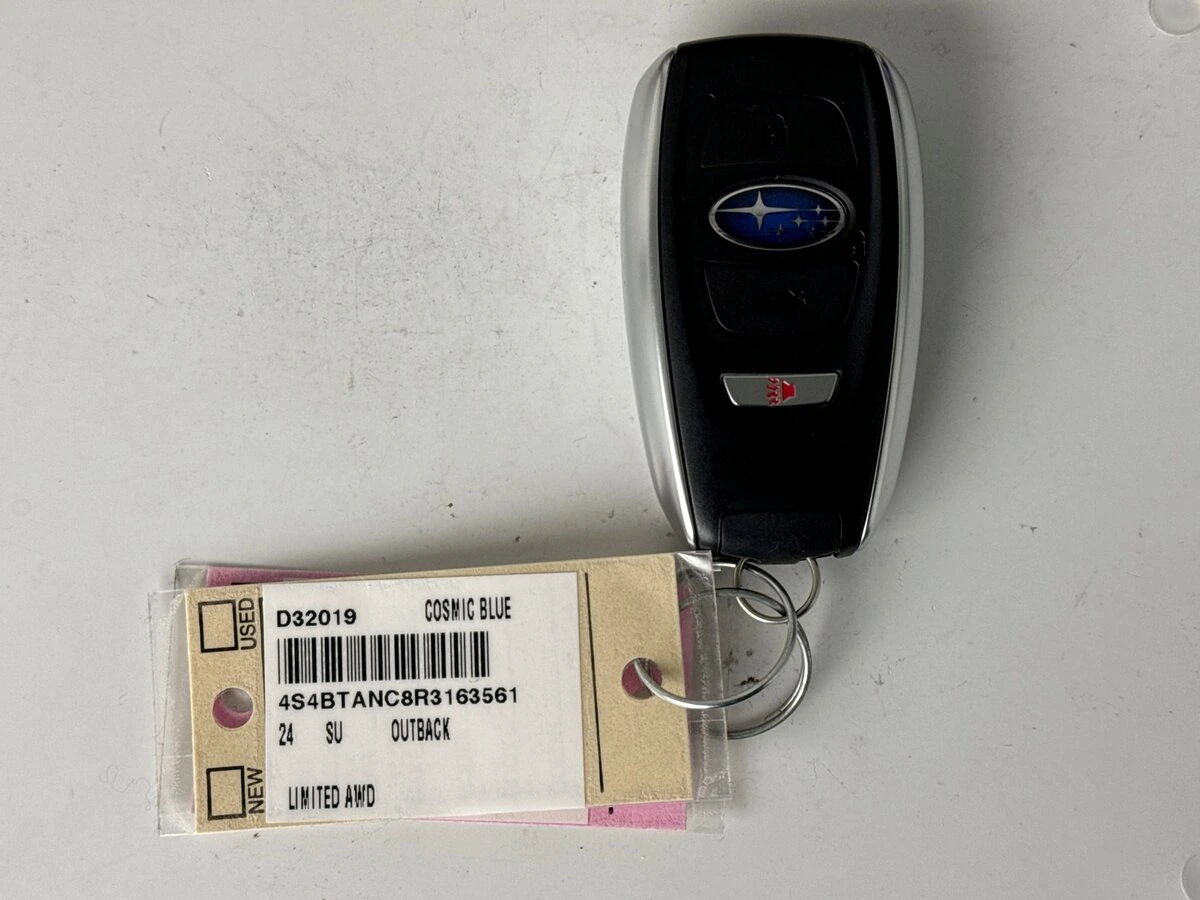 USED
D32019 COSMIC BLUE
4S4BTANC8R3163561
24 SU OUTBACK
NEW
LIMITED AWD